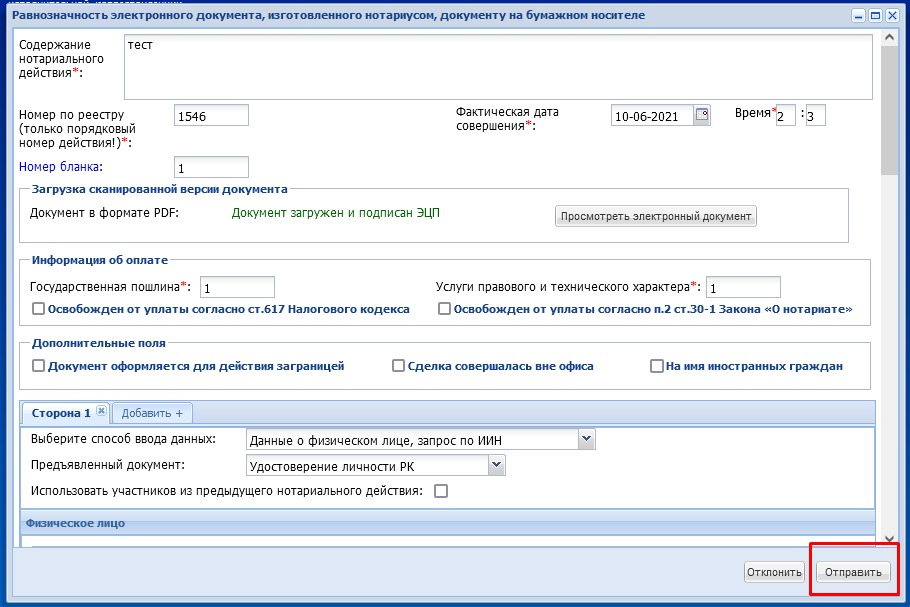 Равнозначность электронного документа, изготовленного нотариусом, документу на бумажном носителе
Содержание нотариального действия*:
тест
Номер по реестру (только порядковый номер действия!)*:
1546
Фактическая дата совершения*:
10-06-2021
Время*
2 : 3
Номер бланка:
1
Загрузка сканированной версии документа
Документ в формате PDF:
Документ загружен и подписан ЭЦП
Просмотреть электронный документ
Информация об оплате
Государственная пошлина*:
1
Услуги правового и технического характера*:
1
Освобожден от уплаты согласно ст.617 Налогового кодекса
Освобожден от уплаты согласно п.2 ст.30-1 Закона «О нотариате»
Дополнительные поля
Документ оформляется для действия заграницей
Сделка совершалась вне офиса
На имя иностранных граждан
Сторона 1
Добавить +
Выберите способ ввода данных:
Данные о физическом лице, запрос по ИИН
Предъявленный документ:
Удостоверение личности РК
Использовать участников из предыдущего нотариального действия:
Физическое лицо
Отклонить
Отправить